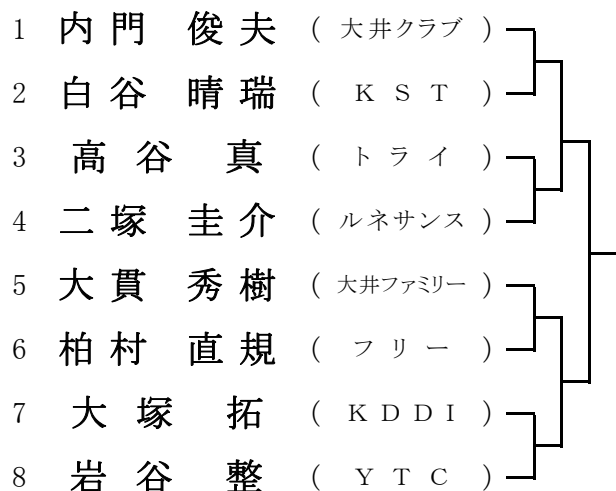 1 内門 俊夫 ( 大井クラブ )
2 白谷 晴瑞 ( KST )
3 高谷 真 ( トライ )
4 二塚 圭介 ( ルネサンス )
5 大貫 秀樹 ( 大井ファミリー )
6 柏村 直規 ( フリー )
7 大塚 拓 ( KDDI )
8 岩谷 整 ( YTC )